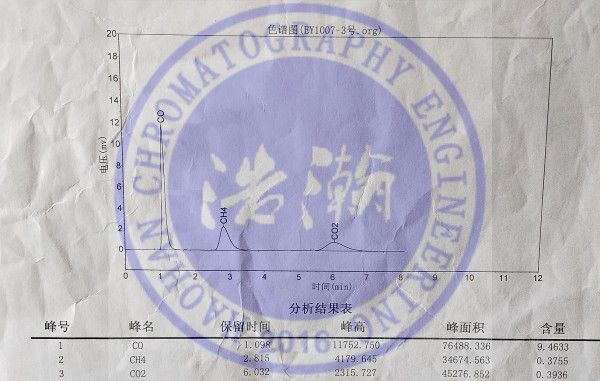 色谱图(EY1007-3号.org)
电压(mv)
20
18
16
14
12
10
8
6
4
2
0
CO
CH4
CO2
0 1 2 3 4 5 6 7 8 9 10 11 12
时间(min)
HAOHAN CHROMATOGRAPHY ENGINEERING
浩瀚
2016
分析结果表
峰号 峰名 保留时间 峰高 峰面积 含量
1 CO 1.098 11752.750 76488.336 9.4633
2 CH4 2.815 4179.645 34674.563 0.3755
3 CO2 6.032 2315.727 45276.852 0.3936